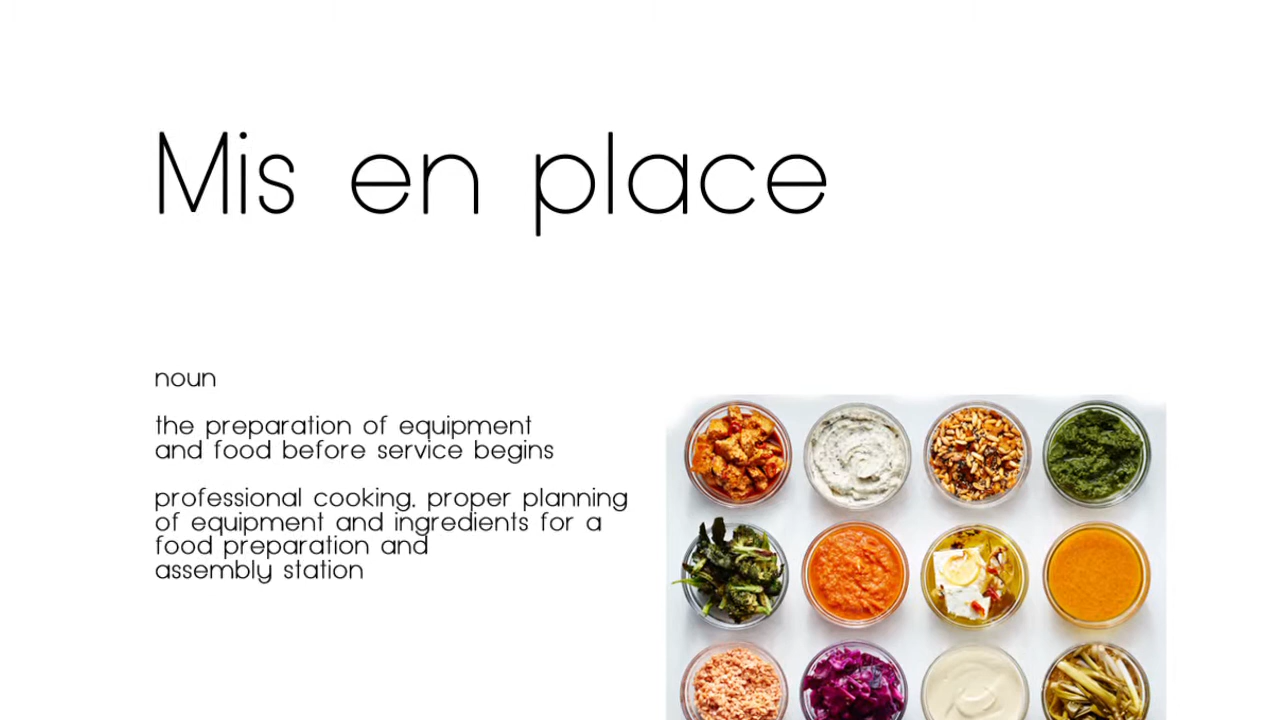 Mis en place
noun
the preparation of equipment
and food before service begins
professional cooking, proper planning
of equipment and ingredients for a
food preparation and
assembly station